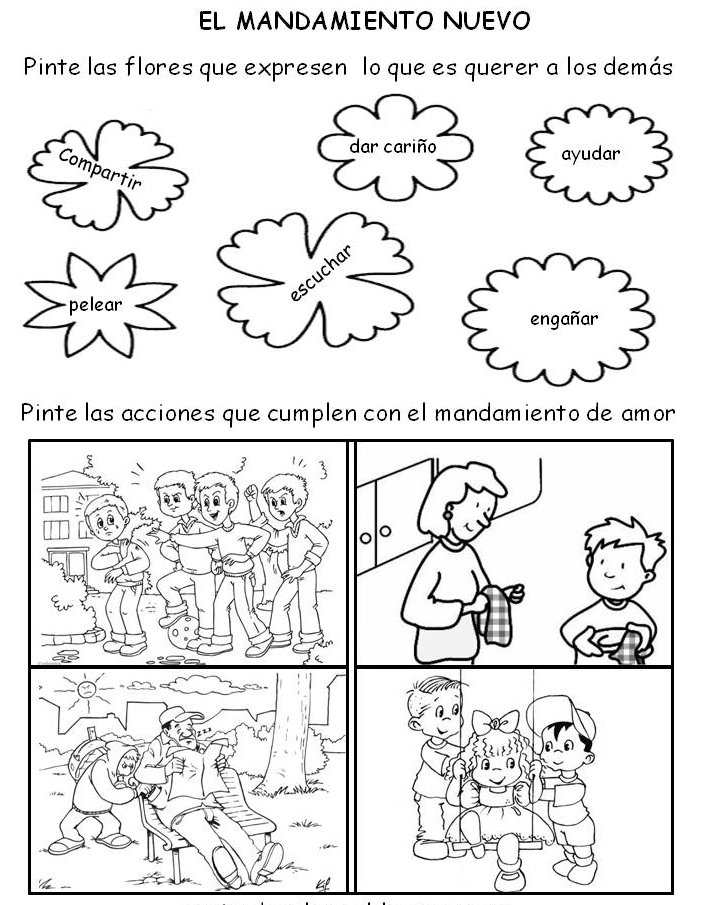 EL MANDAMIENTO NUEVO
Pinte las flores que expresen lo que es querer a los demás
Compartir
dar cariño
ayudar
pelear
escuchar
engañar
Pinte las acciones que cumplen con el mandamiento de amor
zzz